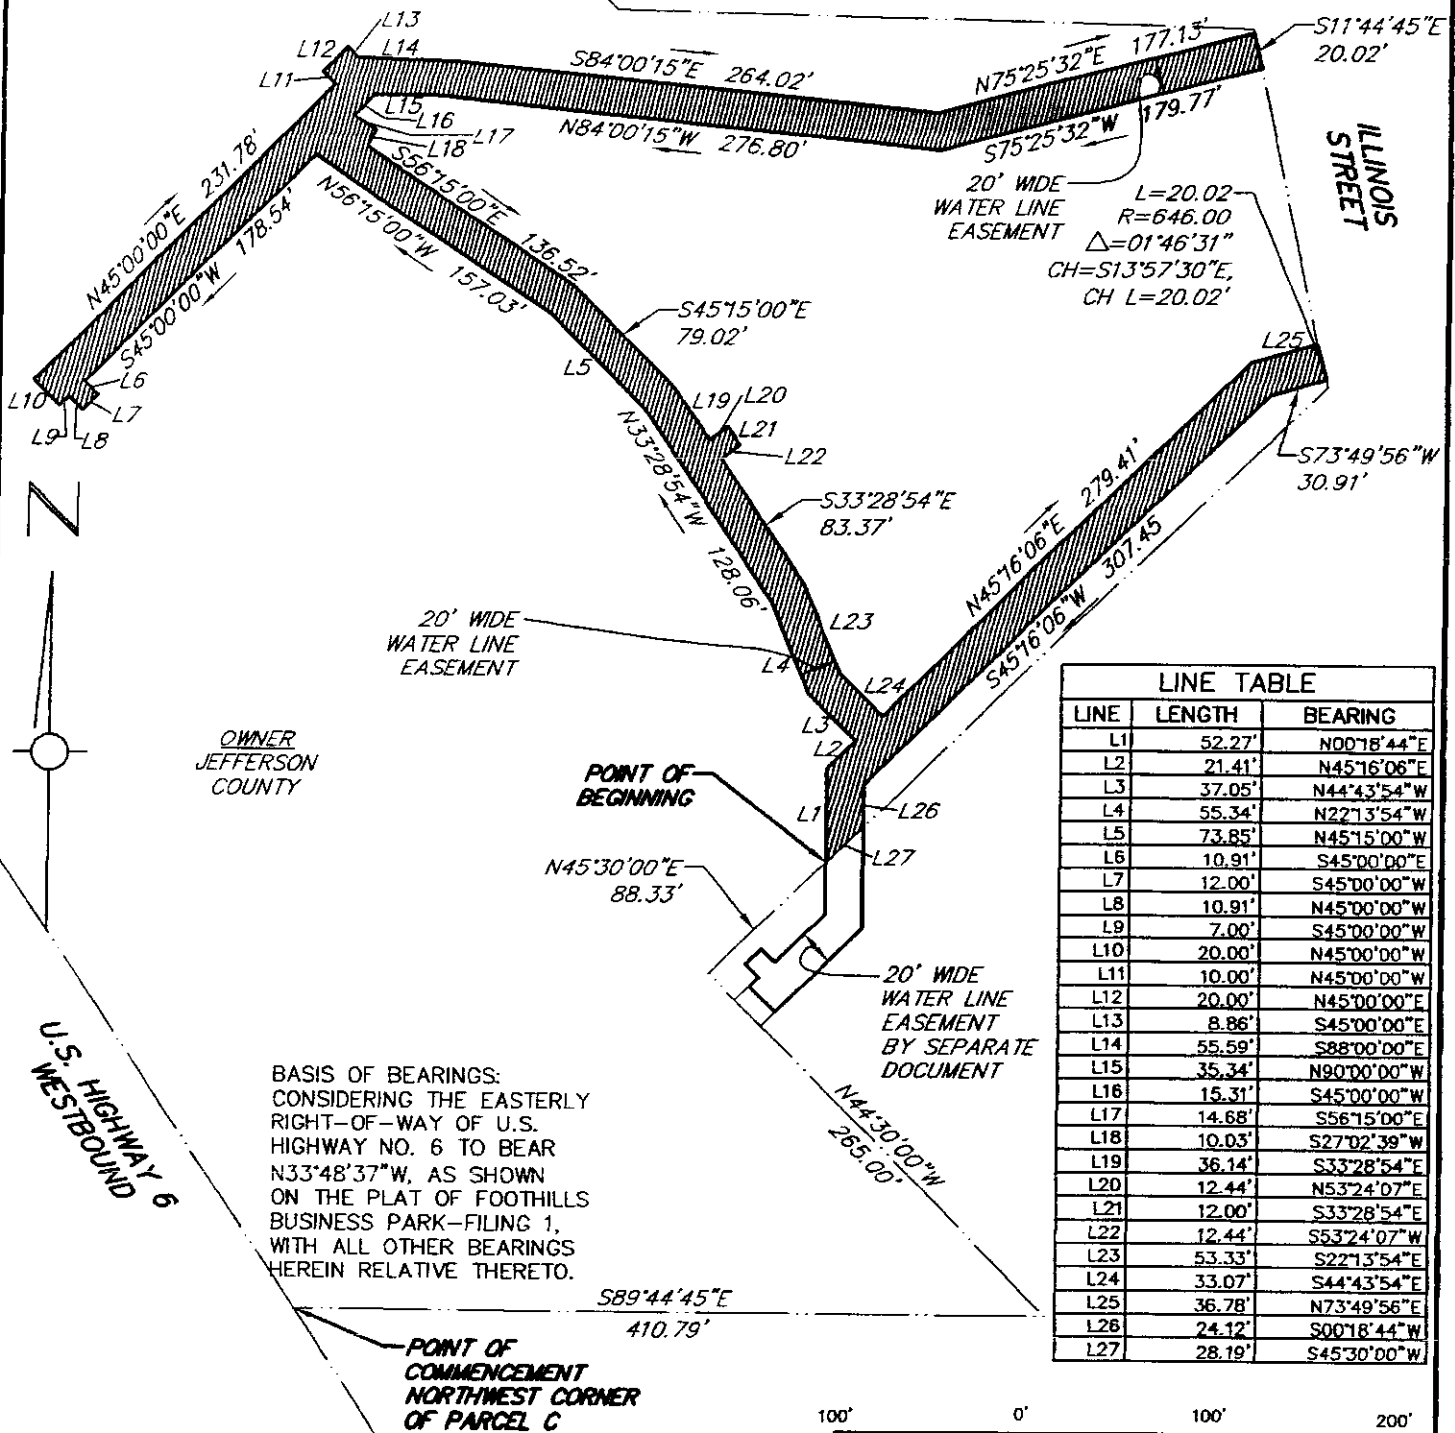 L13
L12
L14
L11
S84°00'15"E 264.02'
N75°25'32"E 177.13'
S11°44'45"E
20.02'
L15
L16
L17
L18
N84°00'15"W 276.80'
S75°25'32"W 179.77'
ILLINOIS
STREET
20' WIDE
WATER LINE
EASEMENT
L=20.02
R=646.00
△=01°46'31"
CH=S13°57'30"E,
CH L=20.02'
N45°00'00"E 231.78'
S45°00'00"W 178.54'
S56°15'00"E 136.52'
N56°15'00"W 157.03'
S45°15'00"E
79.02'
L5
L25
L6
L7
L10
L9
L8
L19
L20
L21
L22
S73°49'56"W
30.91'
N33°28'54"W 128.06'
S33°28'54"E
83.37'
N45°16'06"E 279.41'
S45°16'06"W 307.45
N
20' WIDE
WATER LINE
EASEMENT
L23
L4
L24
L3
L2
OWNER
JEFFERSON
COUNTY
POINT OF
BEGINNING
L1
L26
L27
N45°30'00"E
88.33'
20' WIDE
WATER LINE
EASEMENT
BY SEPARATE
DOCUMENT
N44°30'00"W
265.00'
U.S. HIGHWAY 6
WESTBOUND
BASIS OF BEARINGS:
CONSIDERING THE EASTERLY
RIGHT-OF-WAY OF U.S.
HIGHWAY NO. 6 TO BEAR
N33°48'37"W, AS SHOWN
ON THE PLAT OF FOOTHILLS
BUSINESS PARK-FILING 1,
WITH ALL OTHER BEARINGS
HEREIN RELATIVE THERETO.
S89°44'45"E
410.79'
POINT OF
COMMENCEMENT
NORTHWEST CORNER
OF PARCEL C
LINE TABLE
LINE LENGTH BEARING
L1 52.27' N00°18'44"E
L2 21.41' N45°16'06"E
L3 37.05' N44°43'54"W
L4 55.34' N22°13'54"W
L5 73.85' N45°15'00"W
L6 10.91' S45°00'00"E
L7 12.00' S45°00'00"W
L8 10.91' N45°00'00"W
L9 7.00' S45°00'00"W
L10 20.00' N45°00'00"W
L11 10.00' N45°00'00"W
L12 20.00' N45°00'00"E
L13 8.86' S45°00'00"E
L14 55.59' S88°00'00"E
L15 35.34' N90°00'00"W
L16 15.31' S45°00'00"W
L17 14.68' S56°15'00"E
L18 10.03' S27°02'39"W
L19 36.14' S33°28'54"E
L20 12.44' N53°24'07"E
L21 12.00' S33°28'54"E
L22 12.44' S53°24'07"W
L23 53.33' S22°13'54"E
L24 33.07' S44°43'54"E
L25 36.78' N73°49'56"E
L26 24.12' S00°18'44"W
L27 28.19' S45°30'00"W
100' 0' 100' 200'